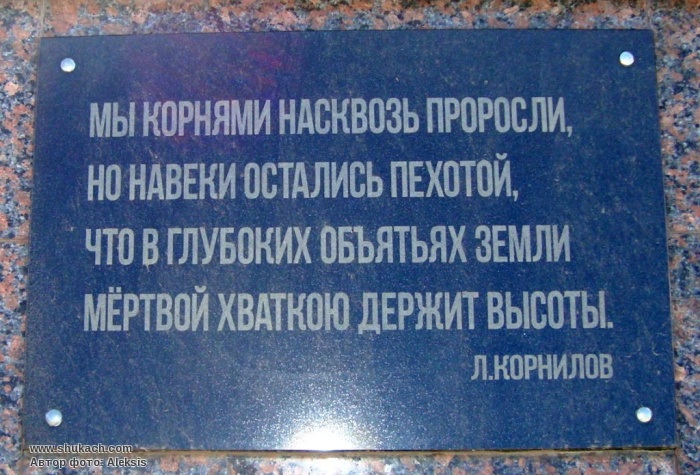 МЫ КОРНЯМИ НАСКВОЗЬ ПРОРОСЛИ,
НО НАВЕКИ ОСТАЛИСЬ ПЕХОТОЙ,
ЧТО В ГЛУБОКИХ ОБЪЯТЬЯХ ЗЕМЛИ
МЁРТВОЙ ХВАТКОЮ ДЕРЖИТ ВЫСОТЫ.
Л.КОРНИЛОВ
www.shukach.com
Автор фото: Aleksis